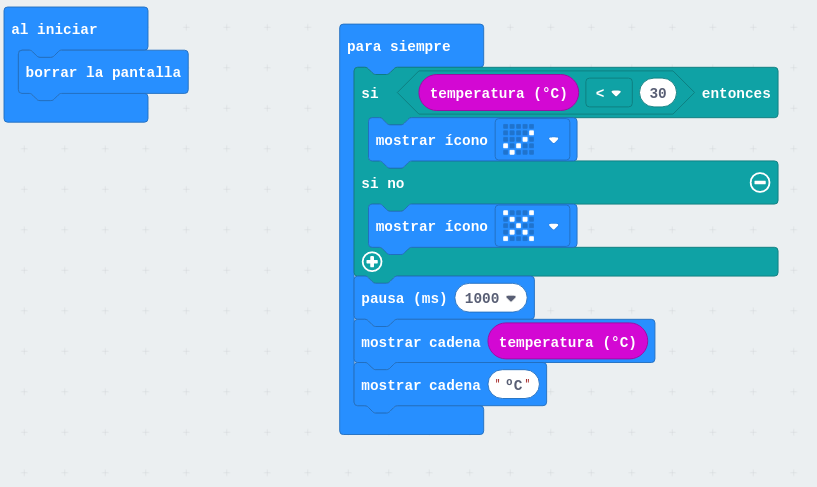 al iniciar
borrar la pantalla
para siempre
si temperatura (°C) < 30 entonces
mostrar ícono
si no
mostrar ícono
pausa (ms) 1000
mostrar cadena temperatura (°C)
mostrar cadena "ºC"